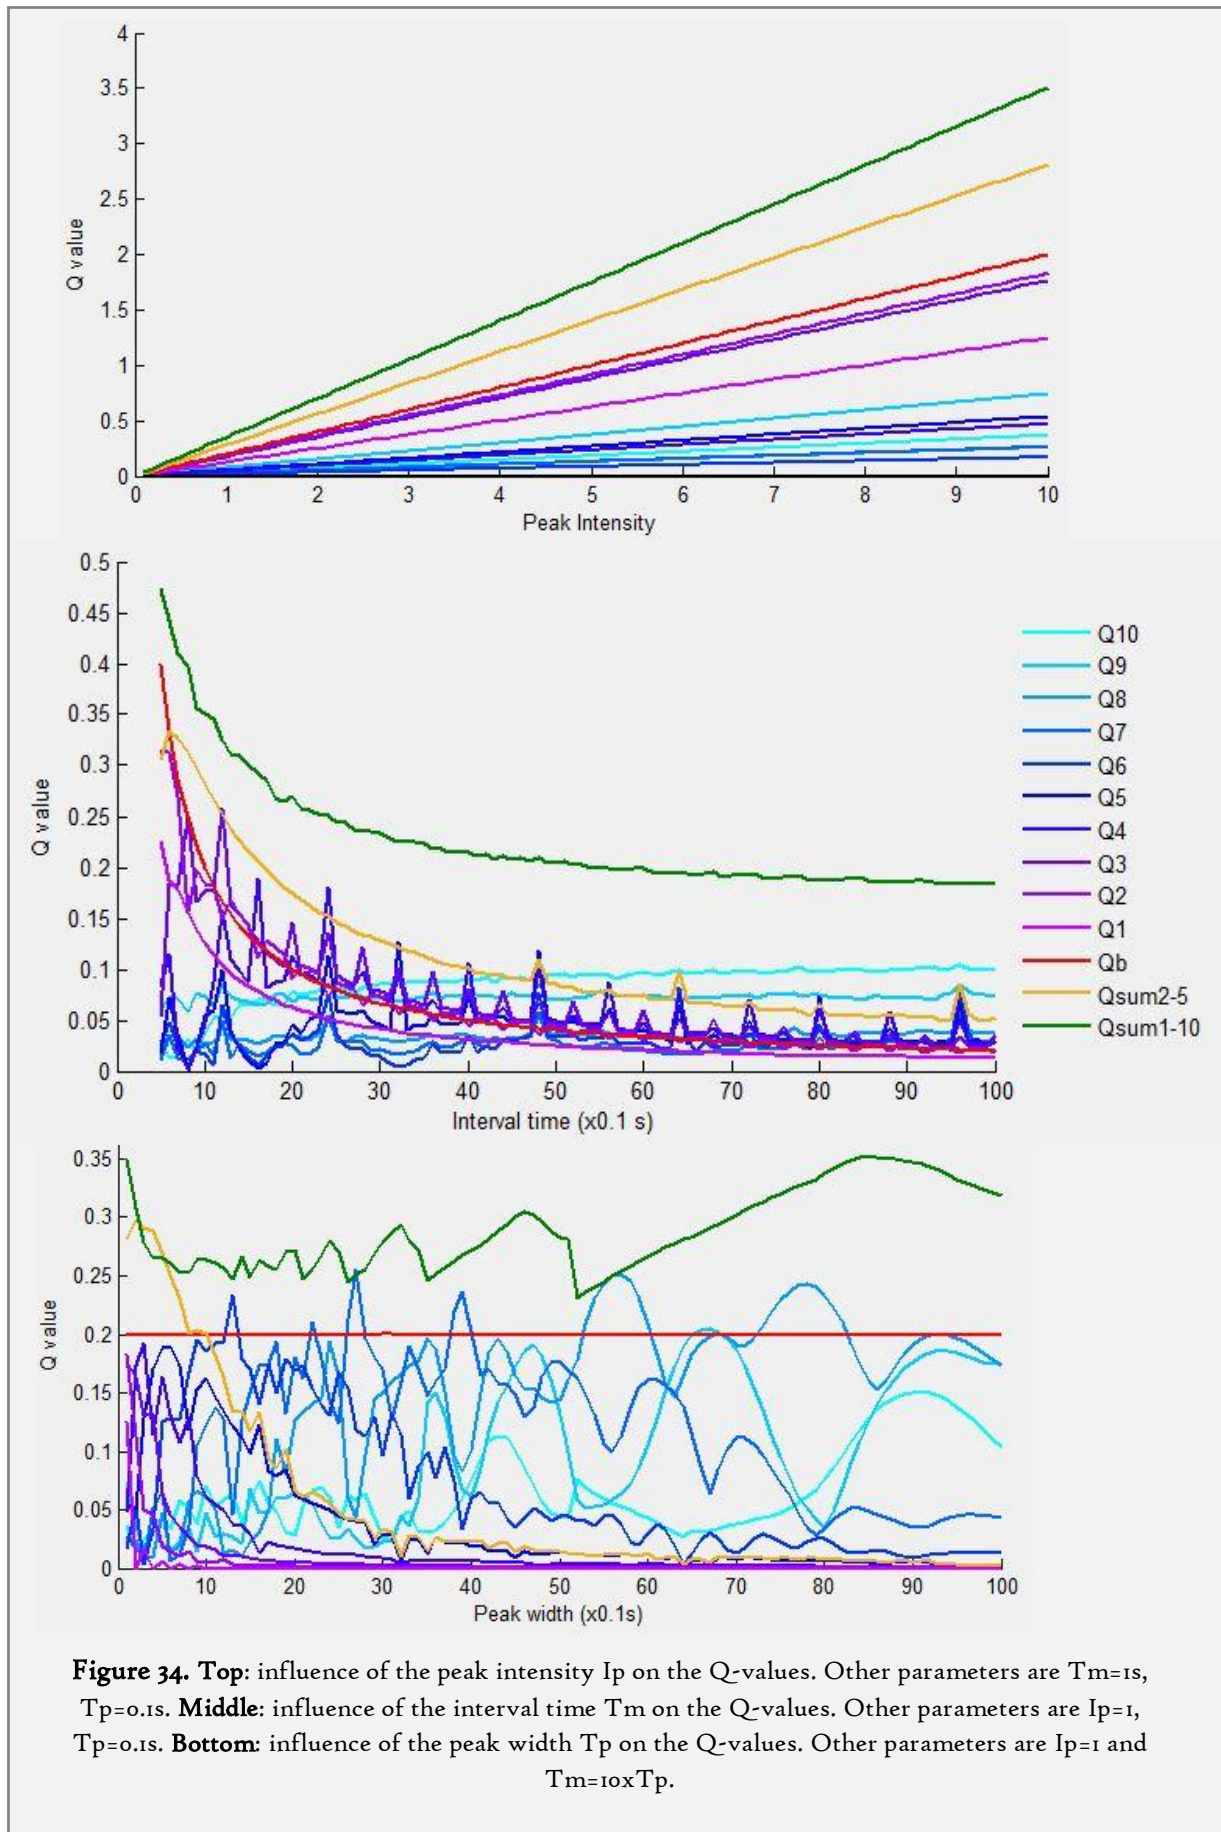 4
3.5
3
2.5
2
1.5
1
0.5
0
Q value
0 1 2 3 4 5 6 7 8 9 10
Peak Intensity
0.5
0.45
0.4
0.35
0.3
0.25
0.2
0.15
0.1
0.05
0
Q value
0 10 20 30 40 50 60 70 80 90 100
Interval time (x0.1 s)
Q10
Q9
Q8
Q7
Q6
Q5
Q4
Q3
Q2
Q1
Qb
Qsum2-5
Qsum1-10
0.35
0.3
0.25
0.2
0.15
0.1
0.05
0
Q value
0 10 20 30 40 50 60 70 80 90 100
Peak width (x0.1s)
Figure 34. Top: influence of the peak intensity Ip on the Q-values. Other parameters are Tm=1s,
Tp=0.1s. Middle: influence of the interval time Tm on the Q-values. Other parameters are Ip=1,
Tp=0.1s. Bottom: influence of the peak width Tp on the Q-values. Other parameters are Ip=1 and
Tm=10xTp.